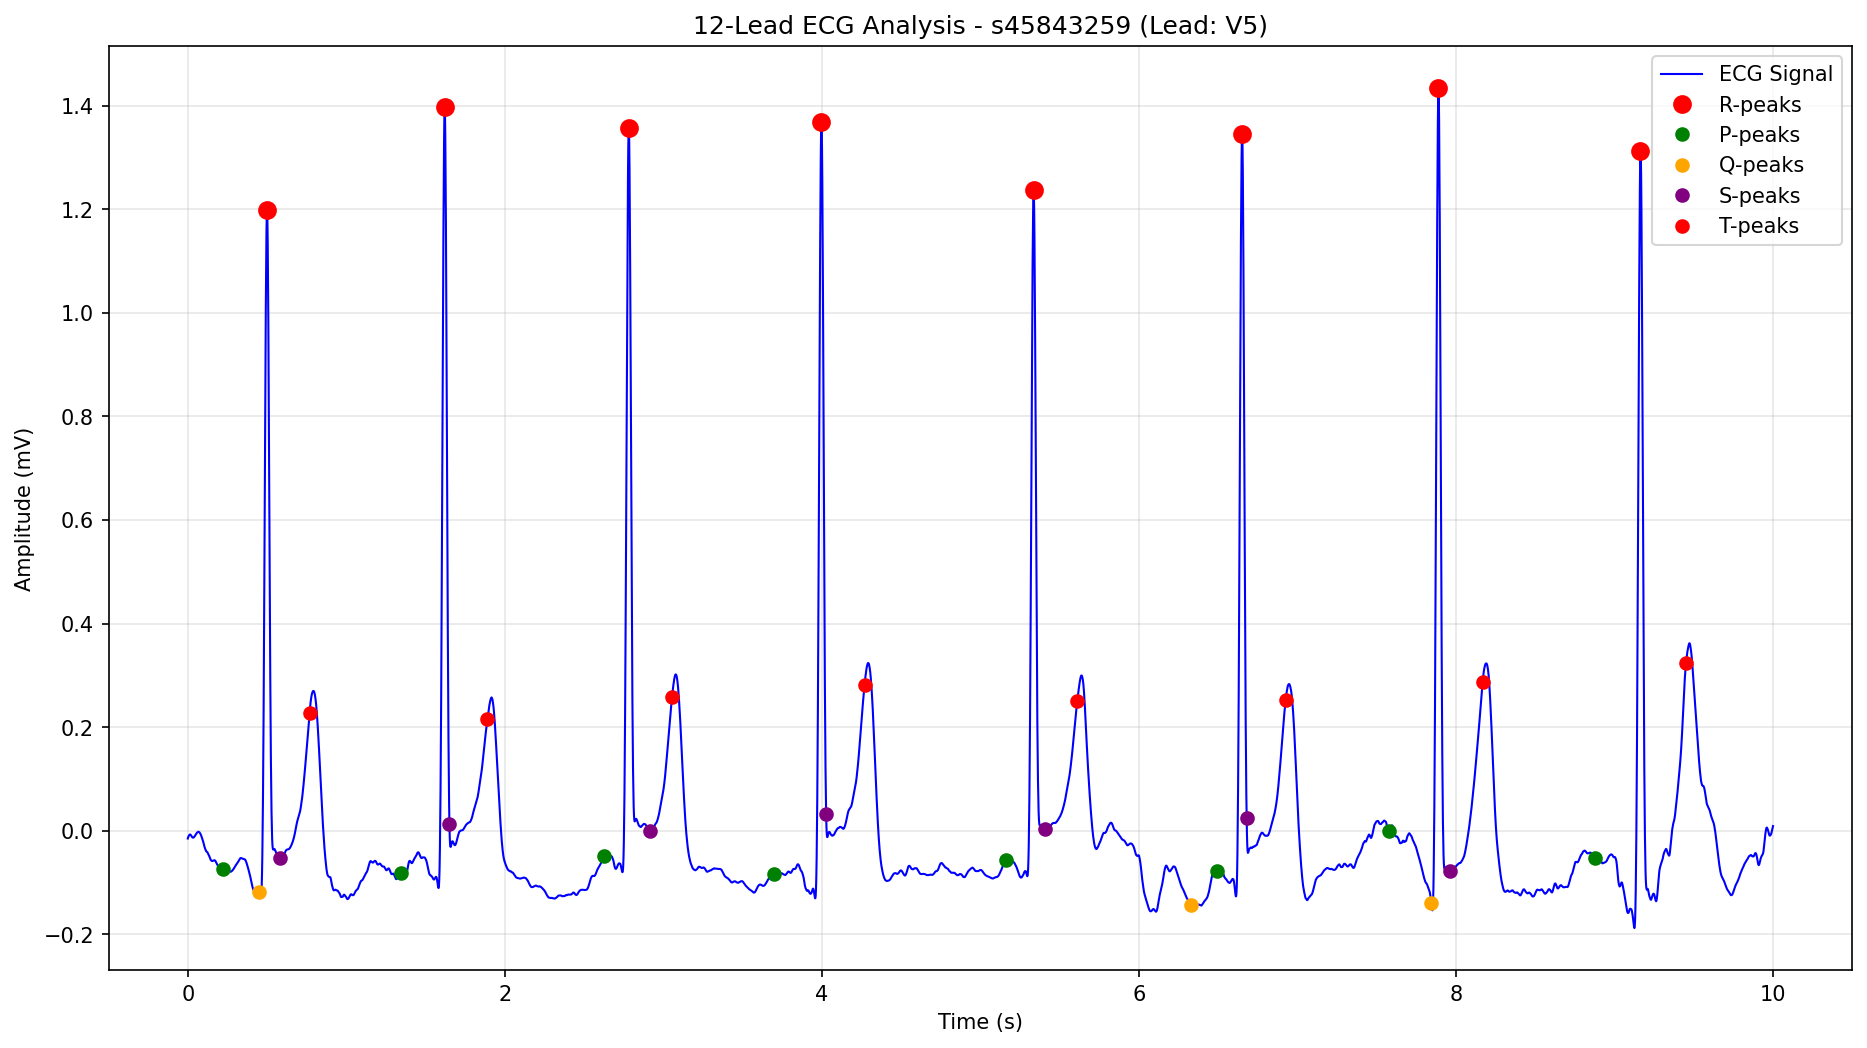 12-Lead ECG Analysis - s45843259 (Lead: V5)
ECG Signal
R-peaks
P-peaks
Q-peaks
S-peaks
T-peaks
Amplitude (mV)
1.4
1.2
1.0
0.8
0.6
0.4
0.2
0.0
−0.2
0 2 4 6 8 10
Time (s)